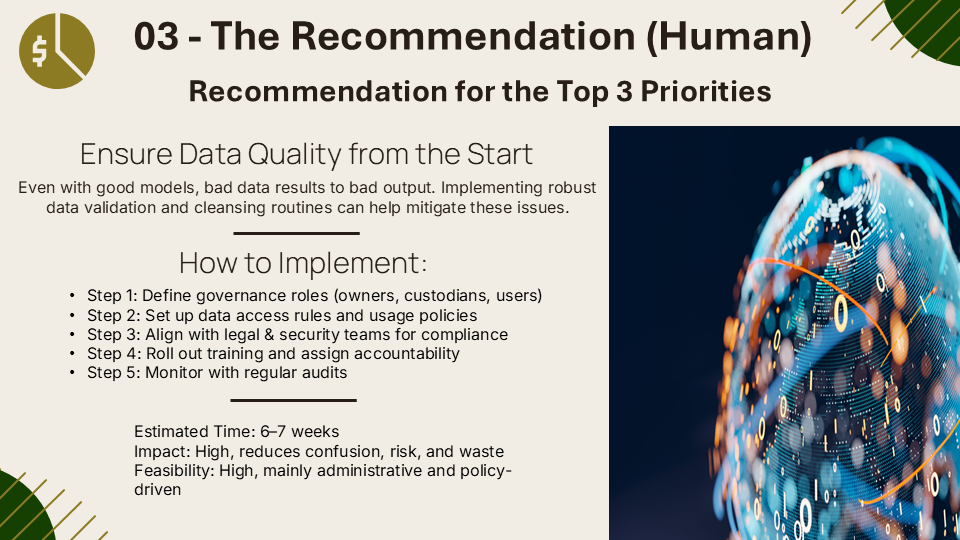 $
03 - The Recommendation (Human)
Recommendation for the Top 3 Priorities
Ensure Data Quality from the Start
Even with good models, bad data results to bad output. Implementing robust
data validation and cleansing routines can help mitigate these issues.
How to Implement:
• Step 1: Define governance roles (owners, custodians, users)
• Step 2: Set up data access rules and usage policies
• Step 3: Align with legal & security teams for compliance
• Step 4: Roll out training and assign accountability
• Step 5: Monitor with regular audits
Estimated Time: 6–7 weeks
Impact: High, reduces confusion, risk, and waste
Feasibility: High, mainly administrative and policy-
driven